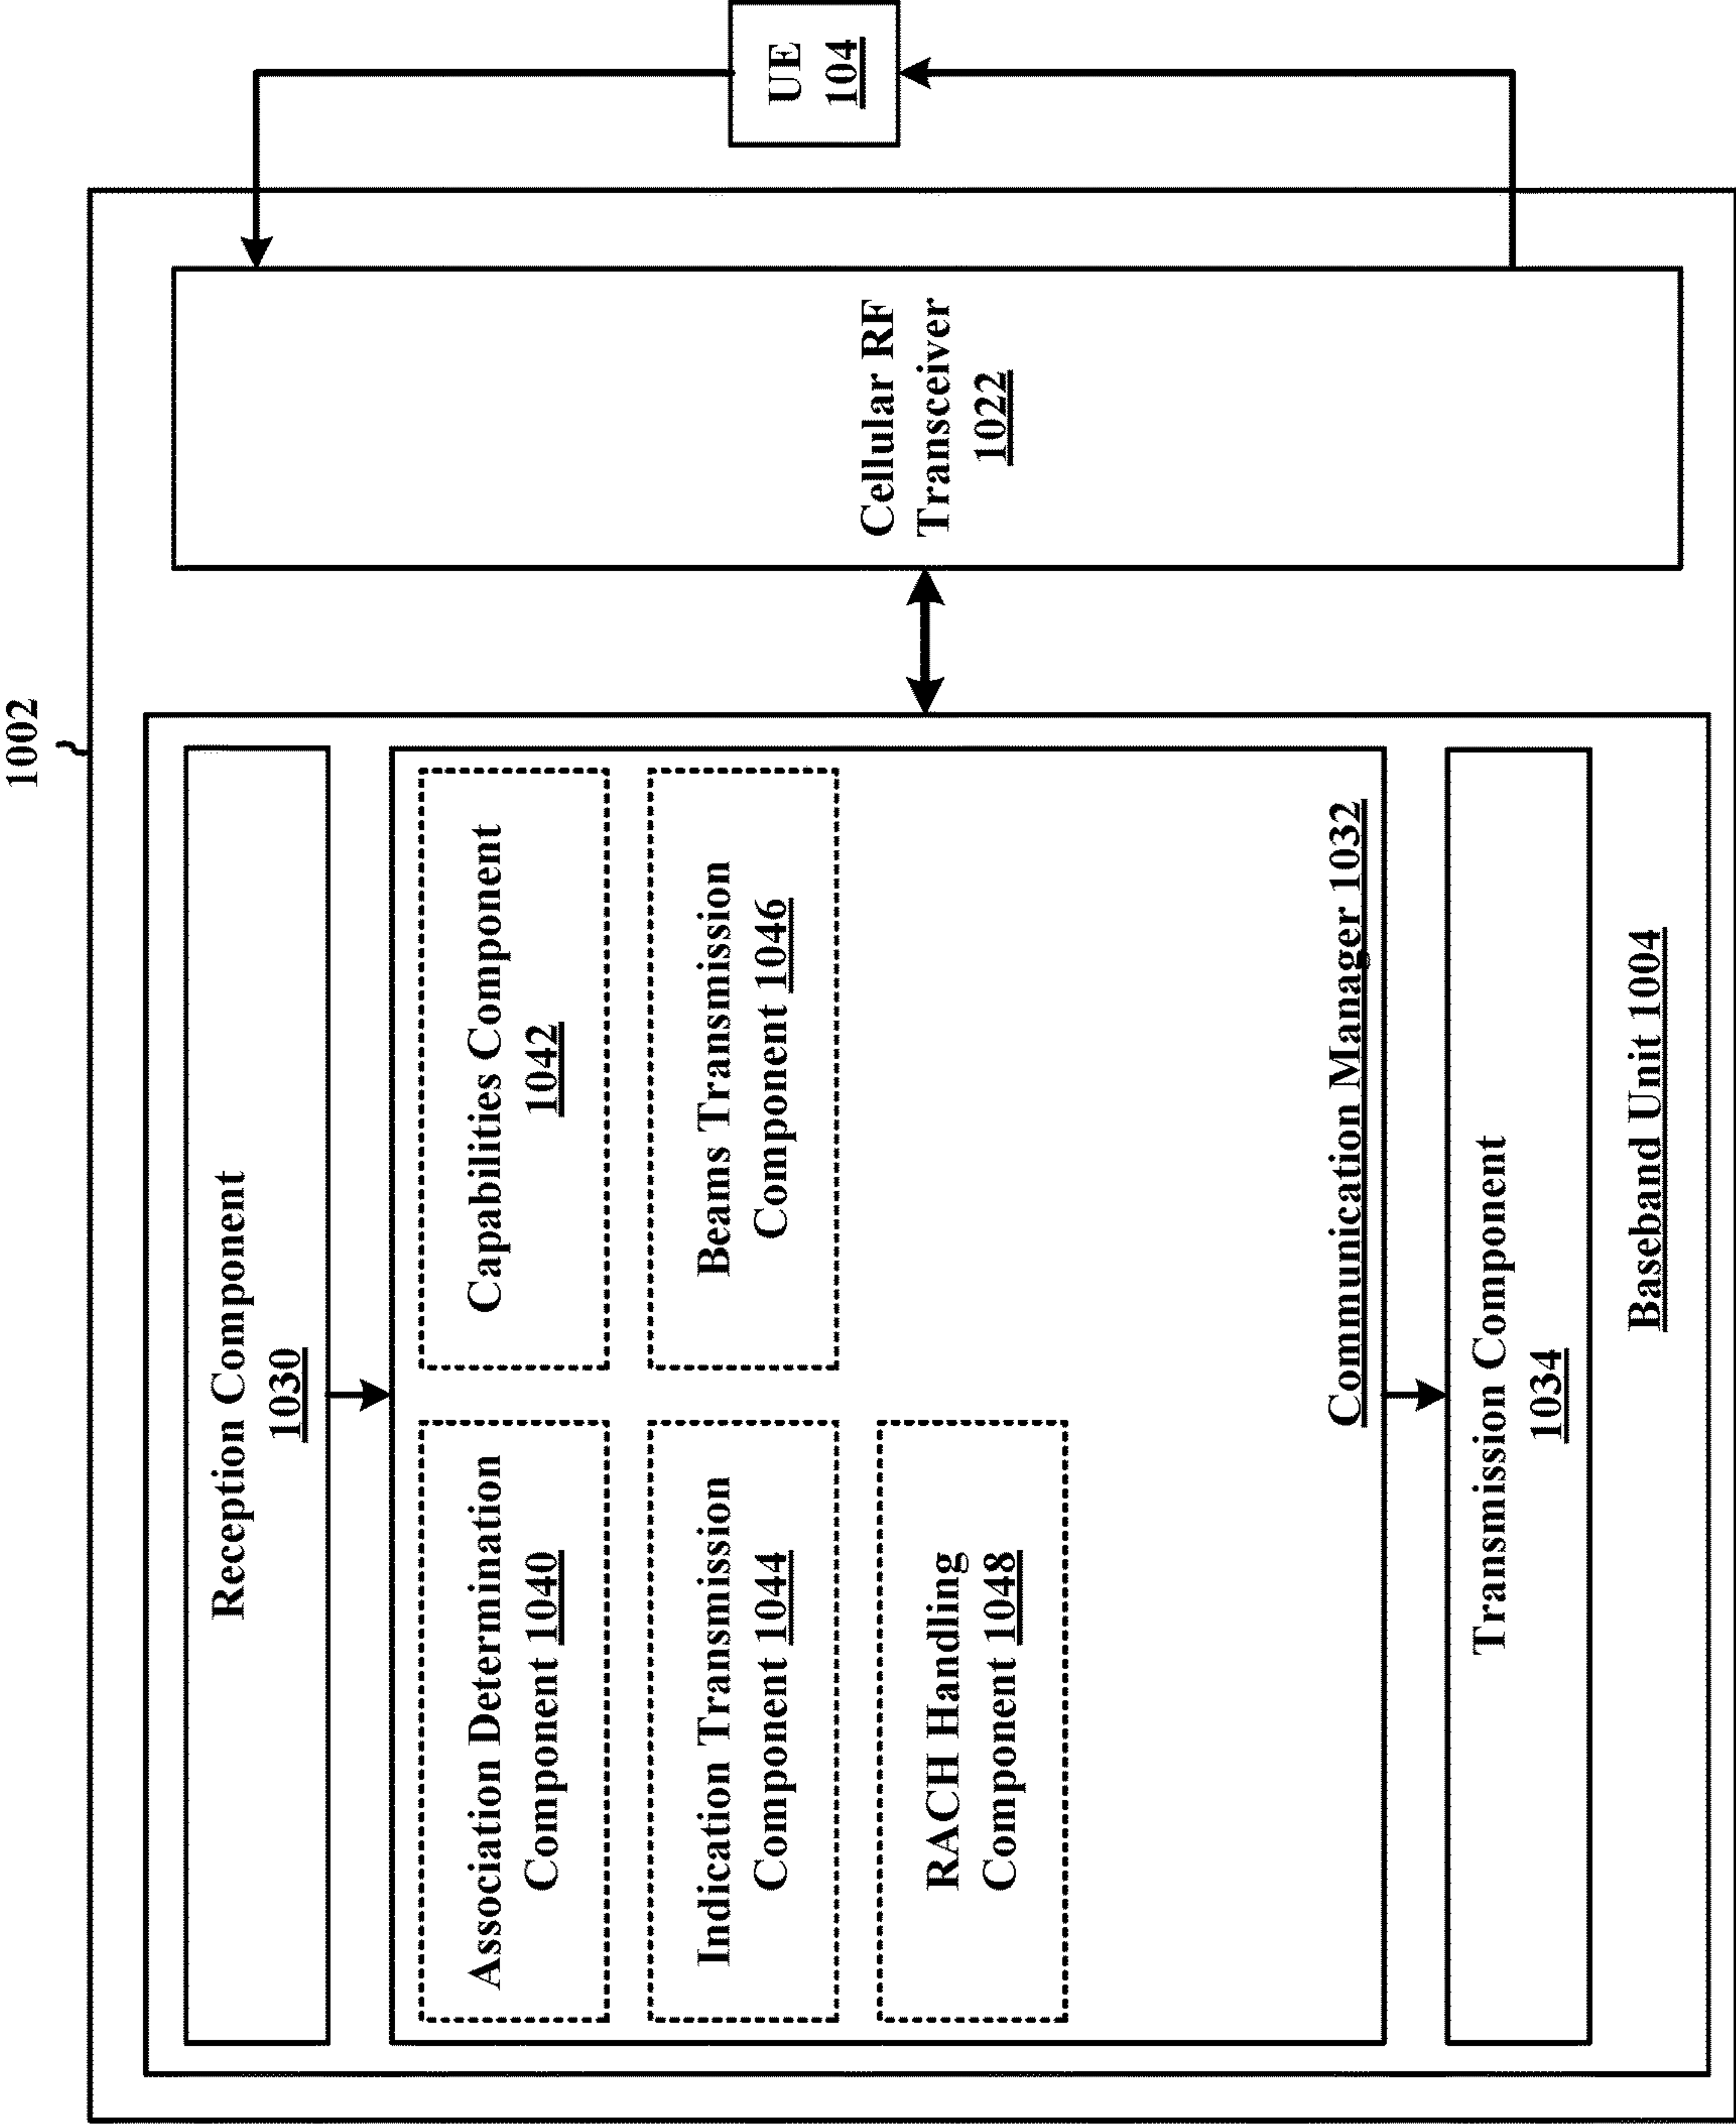 1002
Reception Component
1030
Association Determination
Component 1040
Capabilities Component
1042
Indication Transmission
Component 1044
Beams Transmission
Component 1046
RACH Handling
Component 1048
Communication Manager 1032
Transmission Component
1034
Baseband Unit 1004
Cellular RF
Transceiver
1022
UE
104